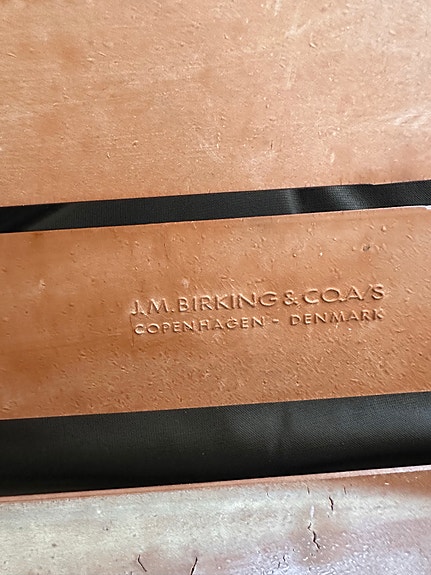 J.M. BIRKING & CO. A/S
COPENHAGEN - DENMARK